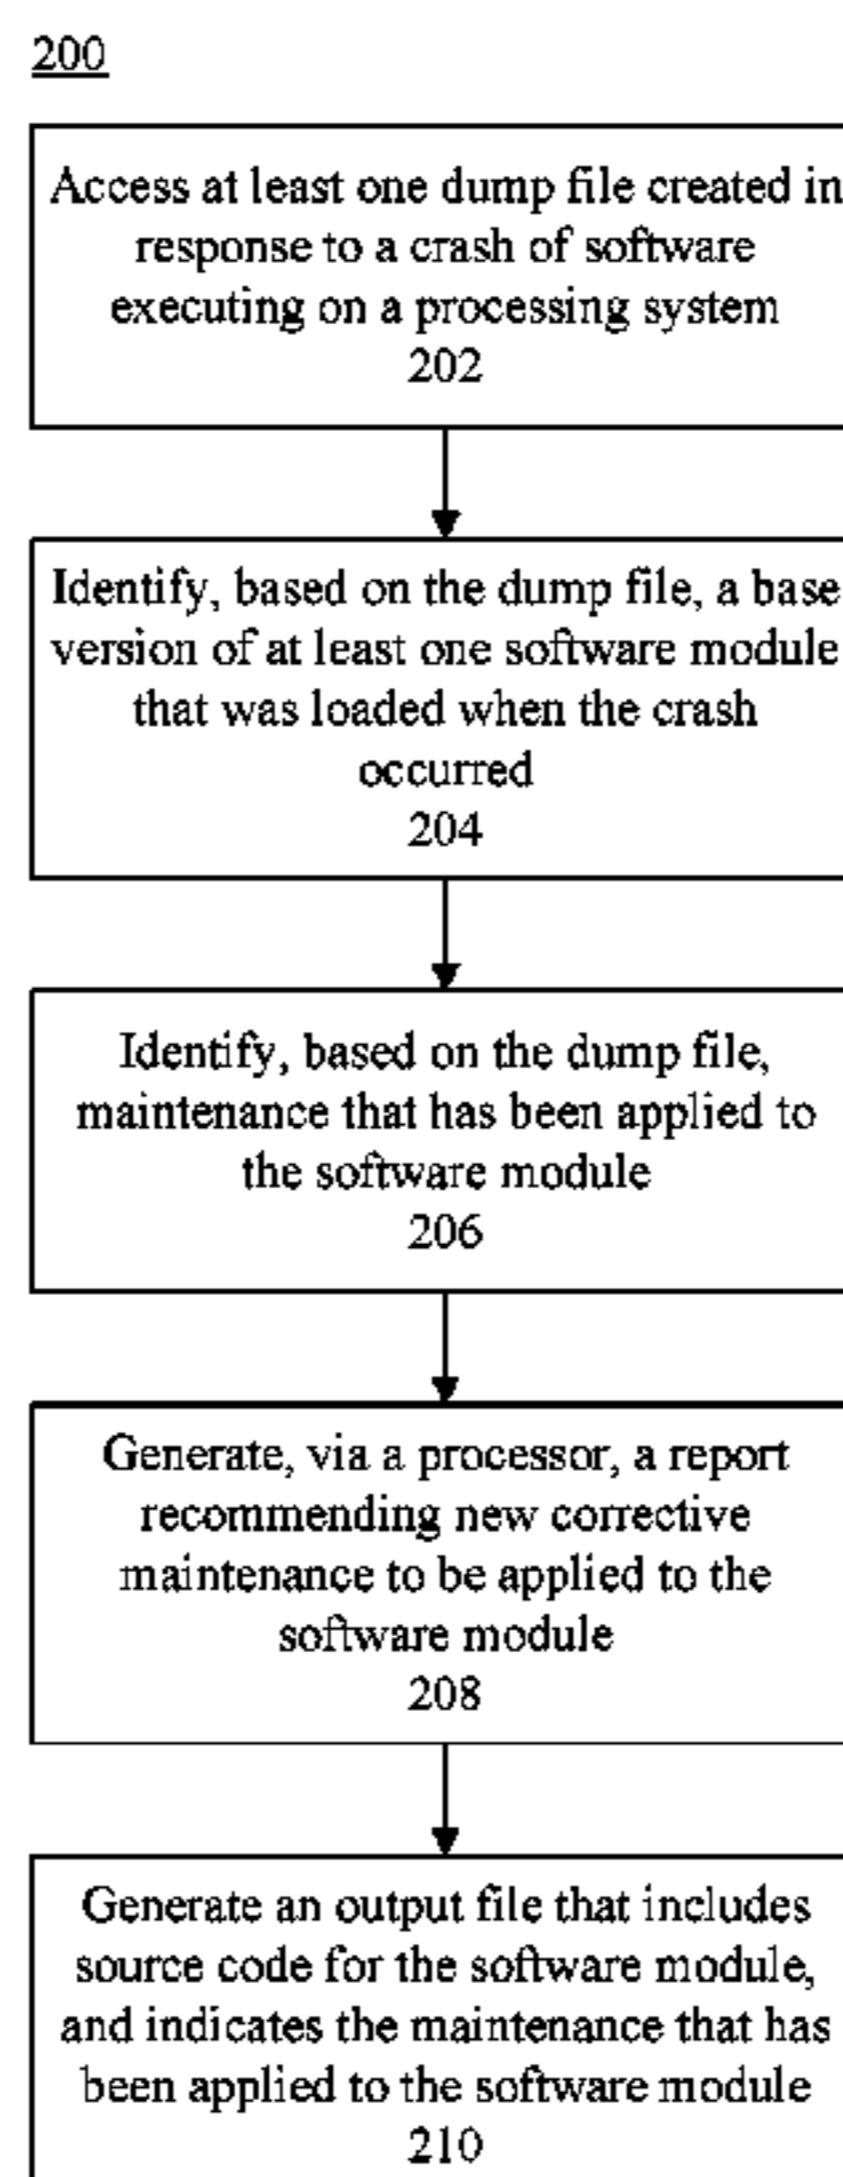 200
Access at least one dump file created in
response to a crash of software
executing on a processing system
202
Identify, based on the dump file, a base
version of at least one software module
that was loaded when the crash
occurred
204
Identify, based on the dump file,
maintenance that has been applied to
the software module
206
Generate, via a processor, a report
recommending new corrective
maintenance to be applied to the
software module
208
Generate an output file that includes
source code for the software module,
and indicates the maintenance that has
been applied to the software module
210